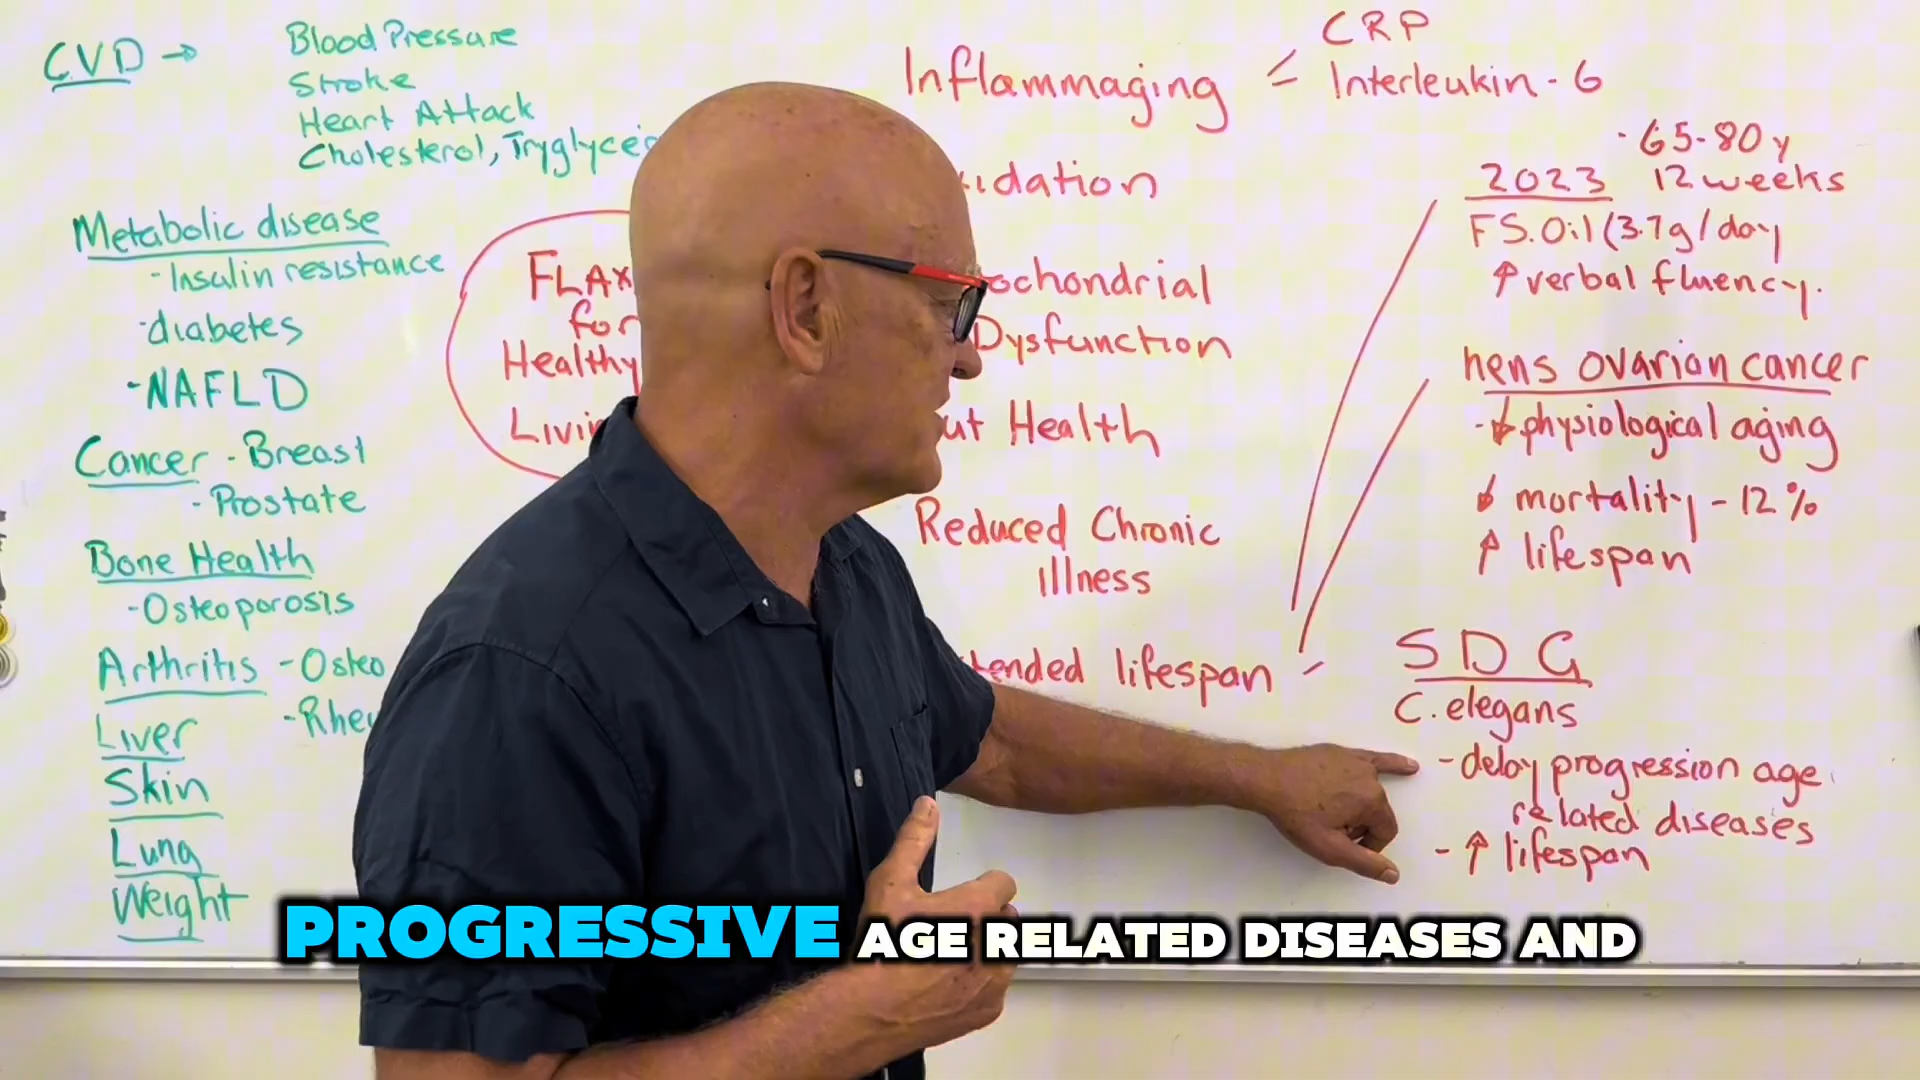 CVD →
Blood Pressure
Stroke
Heart Attack
Cholesterol, Tryglyce
Metabolic disease
- Insulin resistance
- diabetes
- NAFLD
Cancer - Breast
- Prostate
Bone Health
- Osteoporosis
Arthritis - Osteo
- Rheu
Liver
Skin
Lung
Weight
FLAX
for
Healthy
Livin
Inflammaging
CRP
Interleukin - 6
idation
ochondrial
Dysfunction
ut Health
Reduced Chronic
Illness
tended lifespan -
- 65-80y
2023 12 weeks
FS.Oil (3.7g/day
↑ verbal fluency.
hens ovarian cancer
- ↓ physiological aging
↓ mortality - 12%
↑ lifespan
SDG
C. elegans
- delay progression age
related diseases
- ↑ lifespan
PROGRESSIVE AGE RELATED DISEASES AND